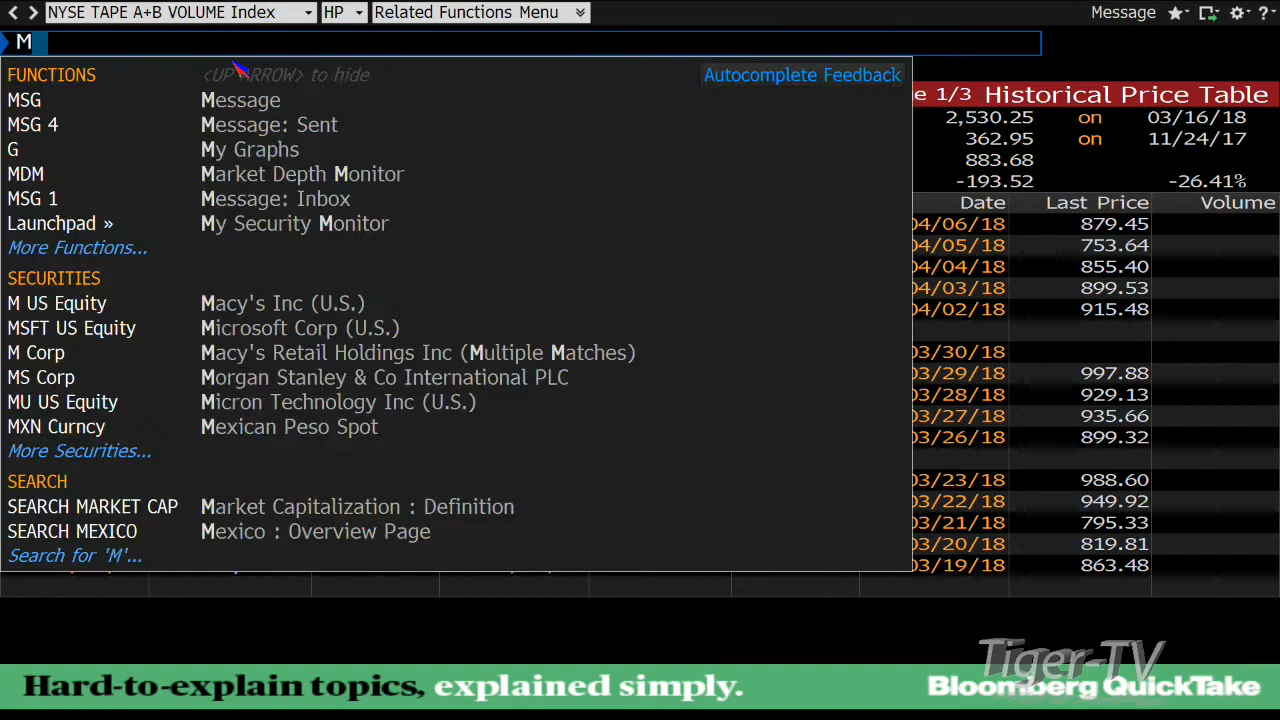 NYSE TAPE A+B VOLUME Index HP Related Functions Menu Message ?
M
FUNCTIONS <UP ARROW> to hide Autocomplete Feedback
MSG Message
MSG 4 Message: Sent
G My Graphs
MDM Market Depth Monitor
MSG 1 Message: Inbox
Launchpad » My Security Monitor
More Functions...
SECURITIES
M US Equity Macy's Inc (U.S.)
MSFT US Equity Microsoft Corp (U.S.)
M Corp Macy's Retail Holdings Inc (Multiple Matches)
MS Corp Morgan Stanley & Co International PLC
MU US Equity Micron Technology Inc (U.S.)
MXN Curncy Mexican Peso Spot
More Securities...
SEARCH
SEARCH MARKET CAP Market Capitalization : Definition
SEARCH MEXICO Mexico : Overview Page
Search for 'M'...
1/3 Historical Price Table
2,530.25 on 03/16/18
362.95 on 11/24/17
883.68
-193.52 -26.41%
Date Last Price Volume
04/06/18 879.45
04/05/18 753.64
04/04/18 855.40
04/03/18 899.53
04/02/18 915.48
03/30/18
03/29/18 997.88
03/28/18 929.13
03/27/18 935.66
03/26/18 899.32
03/23/18 988.60
03/22/18 949.92
03/21/18 795.33
03/20/18 819.81
03/19/18 863.48
Tiger-TV
Hard-to-explain topics, explained simply. Bloomberg QuickTake